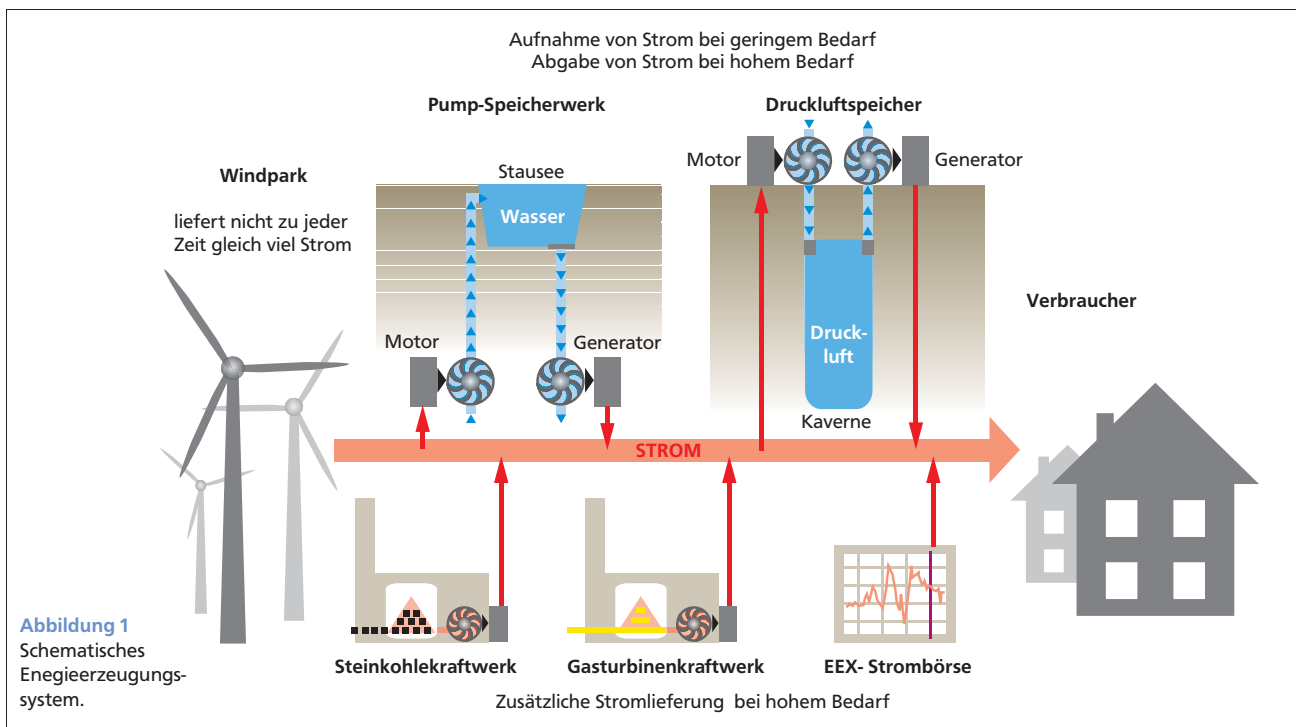 Aufnahme von Strom bei geringem Bedarf
Abgabe von Strom bei hohem Bedarf
Pump-Speicherwerk
Druckluftspeicher
Motor
Generator
Windpark
Stausee
liefert nicht zu jeder
Zeit gleich viel Strom
Wasser
Verbraucher
Motor
Generator
Druck-
luft
Kaverne
STROM
Abbildung 1
Schematisches
Enegieerzeugungs-
system.
Steinkohlekraftwerk
Gasturbinenkraftwerk
EEX- Strombörse
Zusätzliche Stromlieferung bei hohem Bedarf